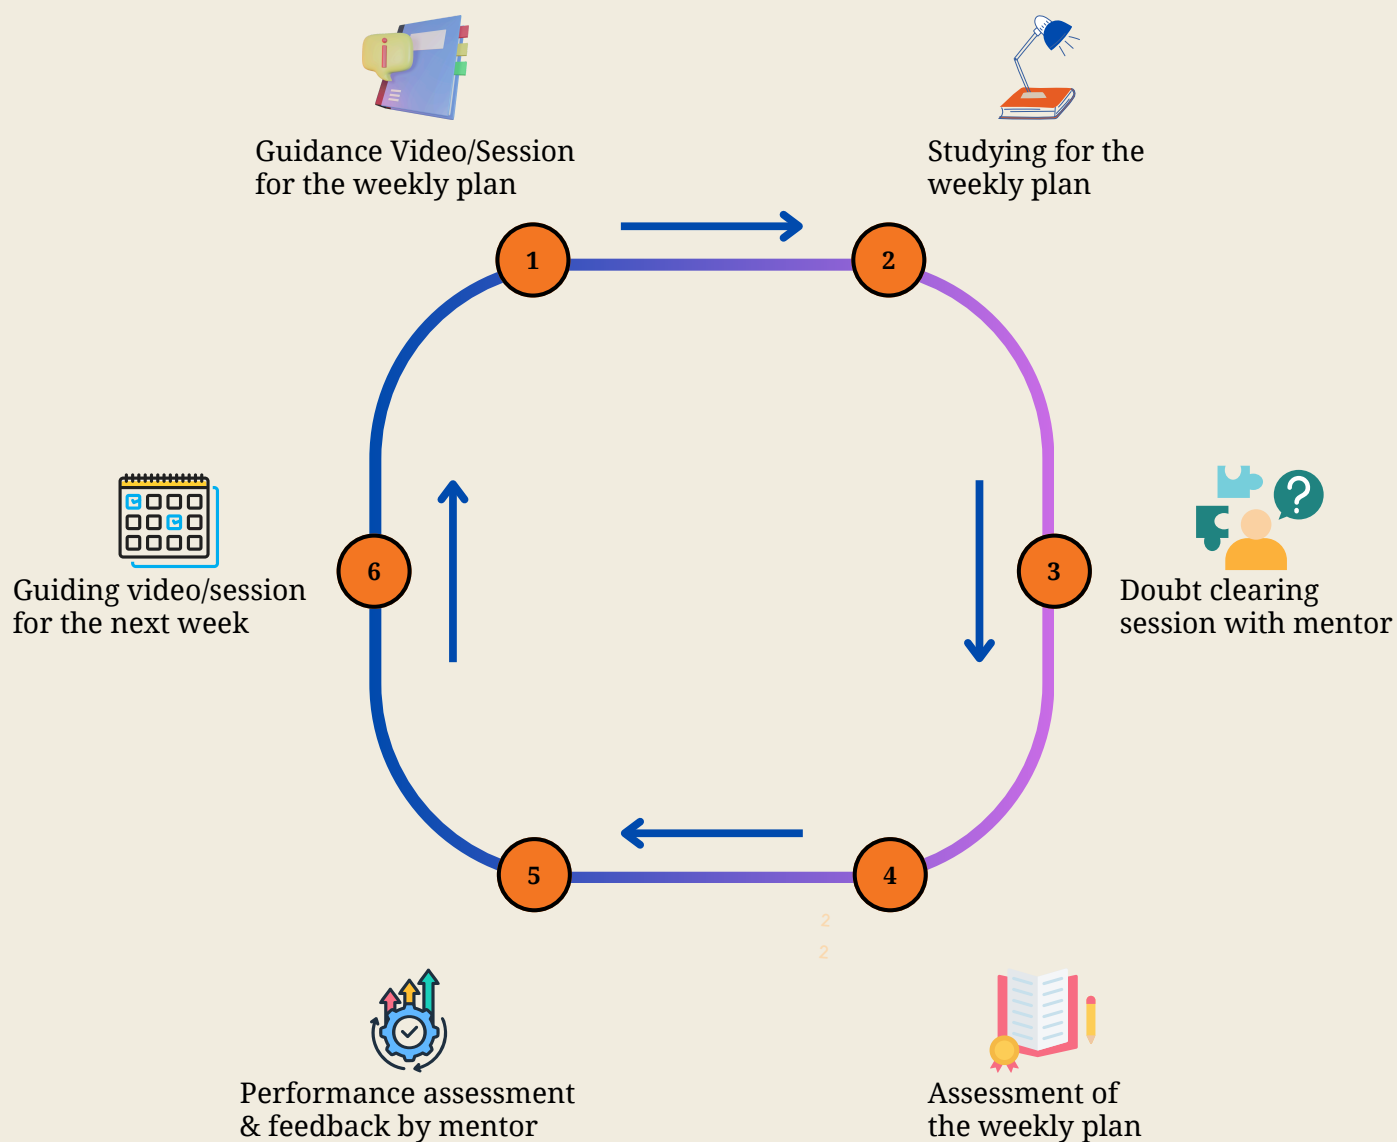 Guidance Video/Session
for the weekly plan
Studying for the
weekly plan
1
2
6
3
Guiding video/session
for the next week
Doubt clearing
session with mentor
5
4
2
2
Performance assessment
& feedback by mentor
Assessment of
the weekly plan